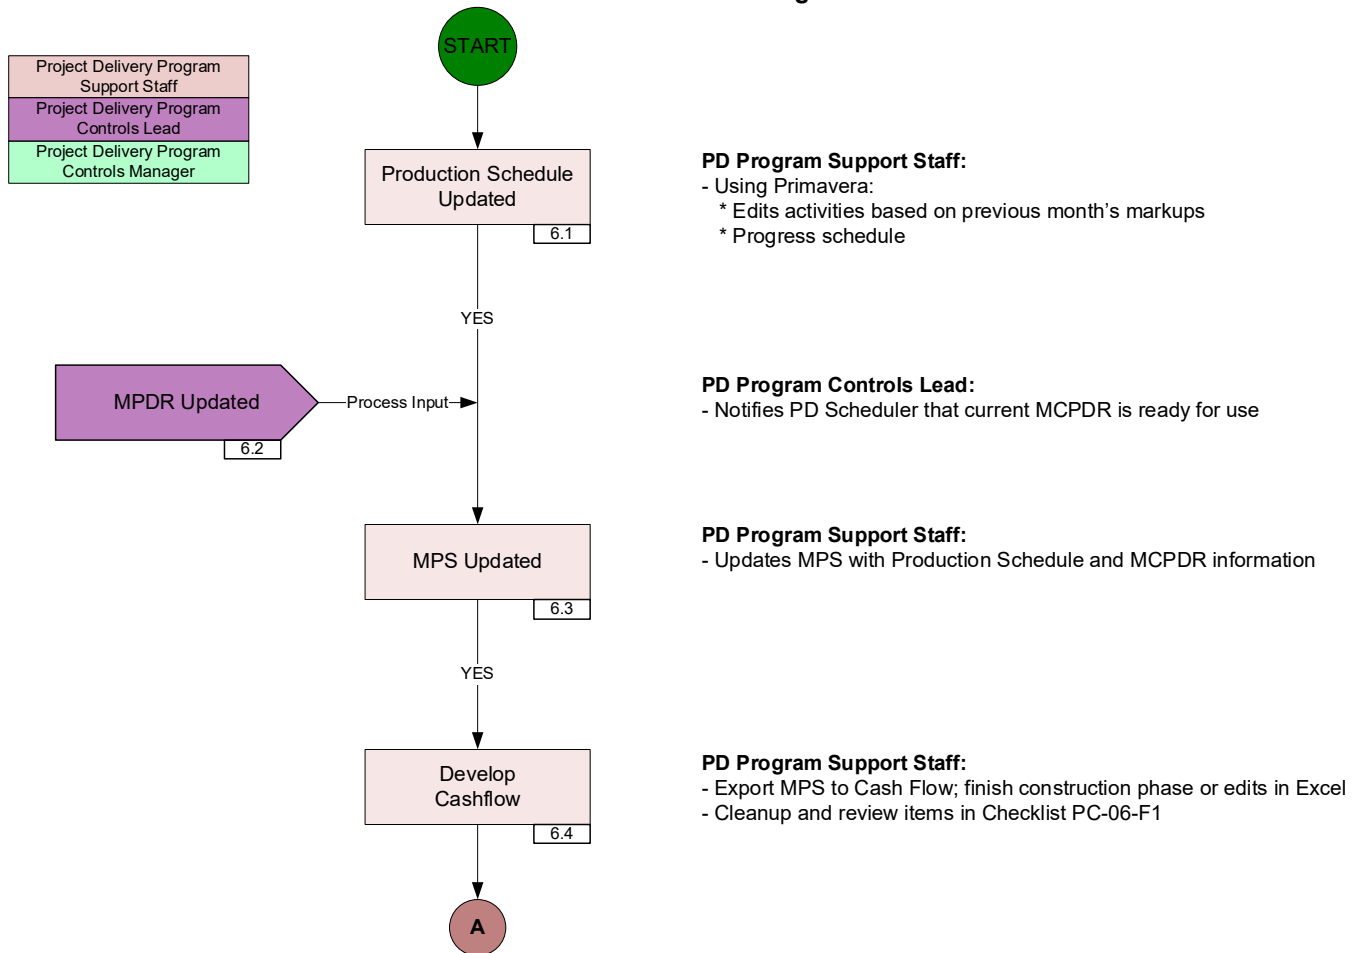 START
Project Delivery Program
Support Staff
Project Delivery Program
Controls Lead
Project Delivery Program
Controls Manager
Production Schedule
Updated
6.1
PD Program Support Staff:
- Using Primavera:
* Edits activities based on previous month's markups
* Progress schedule
YES
MPDR Updated
6.2
Process Input
PD Program Controls Lead:
- Notifies PD Scheduler that current MCPDR is ready for use
MPS Updated
6.3
PD Program Support Staff:
- Updates MPS with Production Schedule and MCPDR information
YES
Develop
Cashflow
6.4
PD Program Support Staff:
- Export MPS to Cash Flow; finish construction phase or edits in Excel
- Cleanup and review items in Checklist PC-06-F1
A